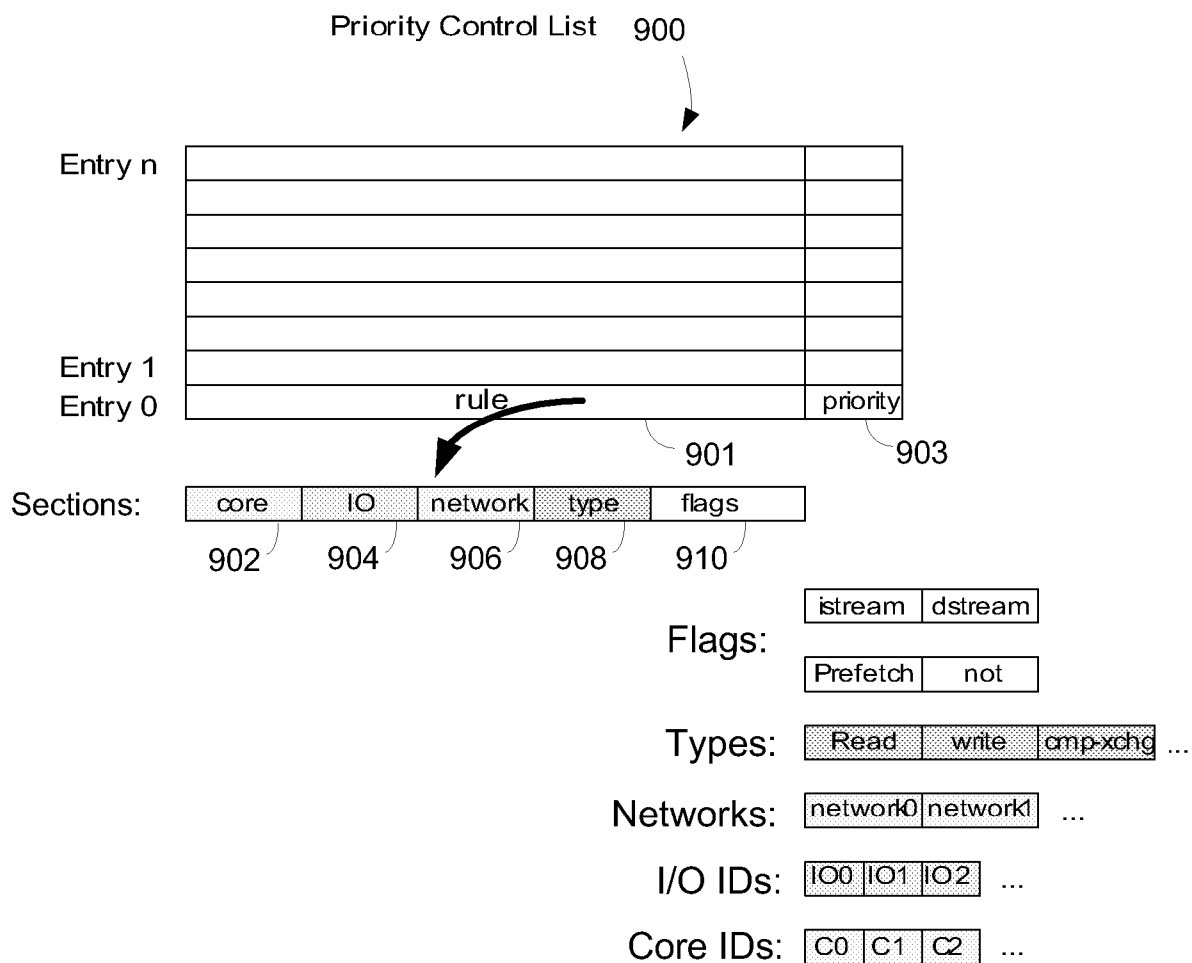 Priority Control List 900
Entry n
Entry 1
Entry 0 rule priority
901 903
Sections: core IO network type flags
902 904 906 908 910
Flags: istream dstream
Prefetch not
Types: Read write cmp-xchg ...
Networks: network0 network1 ...
I/O IDs: IO0 IO1 IO2 ...
Core IDs: C0 C1 C2 ...